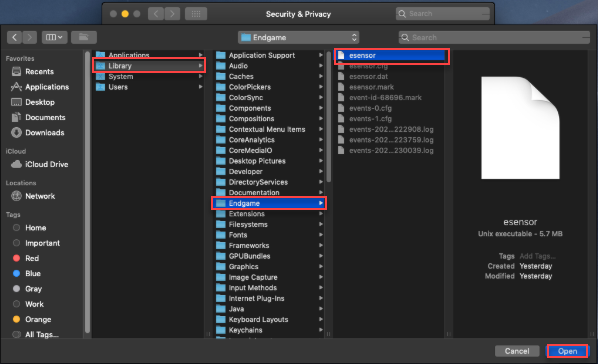 Security & Privacy
Search
Endgame
Search
Favorites
Recents
Applications
Desktop
Documents
Downloads
iCloud
iCloud Drive
Locations
Network
Tags
Home
Important
Red
Blue
Gray
Work
Orange
All Tags...
Applications
Library
System
Users
Application Support
Audio
Caches
ColorPickers
ColorSync
Components
Compositions
Contextual Menu Items
CoreAnalytics
CoreMediaIO
Desktop Pictures
Developer
DirectoryServices
Documentation
Endgame
Extensions
Filesystems
Fonts
Frameworks
GPUBundles
Graphics
Image Capture
Input Methods
Internet Plug-Ins
Java
Keyboard Layouts
Keychains
esensor
esensor.cfg
esensor.dat
esensor.mark
event-id-68696.mark
events-0.cfg
events-1.cfg
events-202...222908.log
events-202...223759.log
events-202...230039.log
esensor
Unix executable - 5.7 MB
Tags Add Tags...
Created Yesterday
Modified Yesterday
Cancel
Open